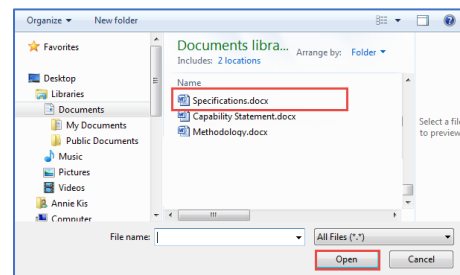 Organize New folder
Favorites
Desktop
Libraries
Documents
My Documents
Public Documents
Music
Pictures
Videos
Annie Kis
Computer
Documents libra...
Includes: 2 locations
Arrange by: Folder
Name
Specifications.docx
Capability Statement.docx
Methodology.docx
Select a file
to preview
File name:
All Files (*.*)
Open Cancel